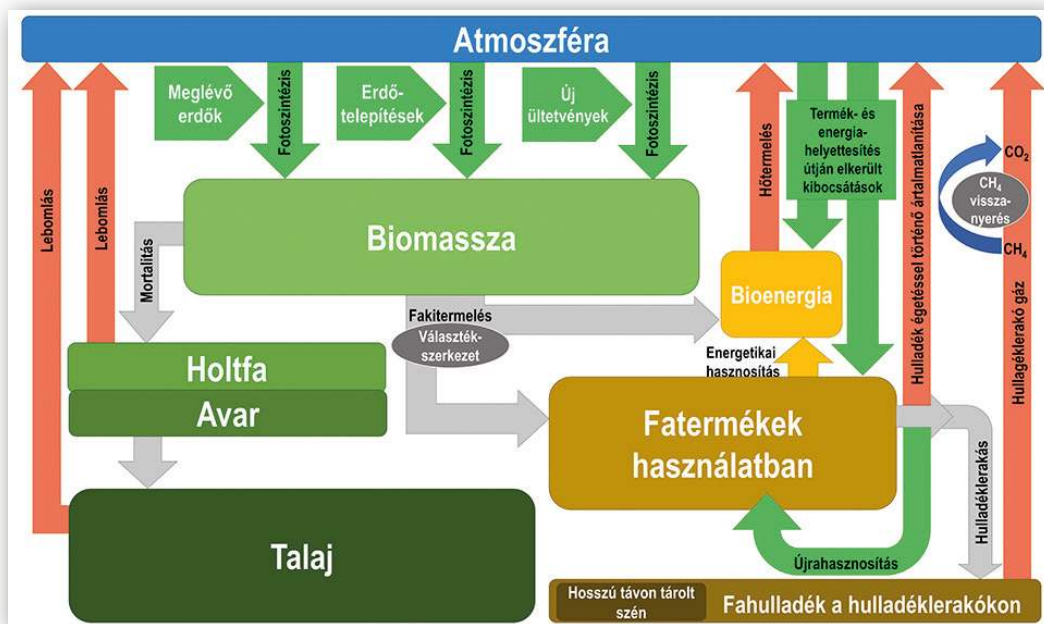 Atmoszféra
Meglévő
erdők
Fotoszintézis
Erdő-
telepítések
Fotoszintézis
Új
ültetvények
Fotoszintézis
Hőtermelés
Termék- és
energia-
helyettesítés
útján elkerült
kibocsátások
Hulladék égetéssel történő ártalmatlanítása
CO₂
CH₄
vissza-
nyerés
CH₄
Hullagéklerakó gáz
Lebomlás
Lebomlás
Mortalitás
Biomassza
Bioenergia
Fakitermelés
Választék-
szerkezet
Energetikai
hasznosítás
Holtfa
Avar
Fatermékek
használatban
Hulladéklerakás
Talaj
Újrahasznosítás
Hosszú távon tárolt
szén
Fahulladék a hulladéklerakókon